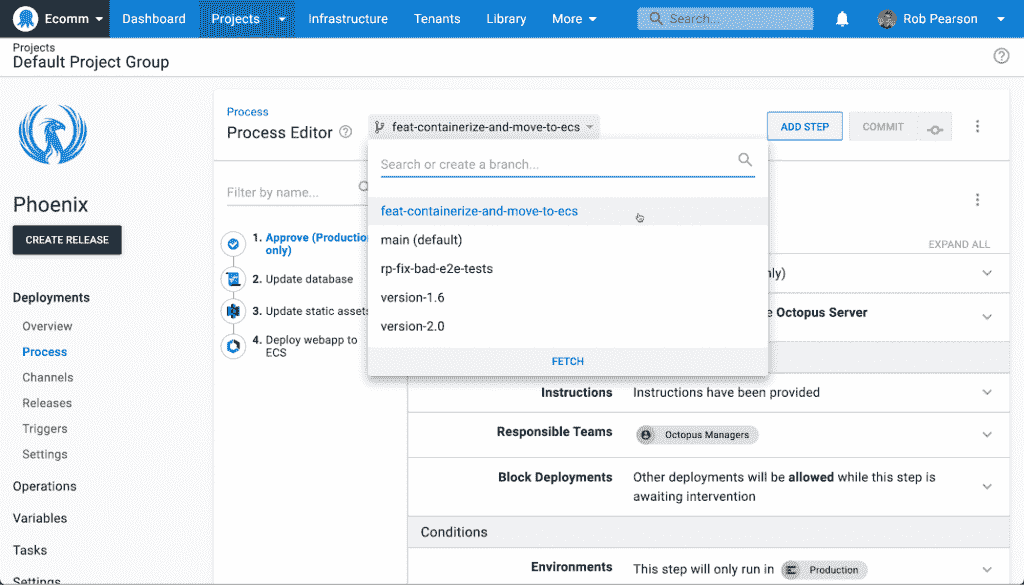 Ecomm
Dashboard
Projects
Infrastructure
Tenants
Library
More
Search...
Rob Pearson
Projects
Default Project Group
Phoenix
CREATE RELEASE
Deployments
Overview
Process
Channels
Releases
Triggers
Settings
Operations
Variables
Tasks
Settings
Process
Process Editor
feat-containerize-and-move-to-ecs
ADD STEP
COMMIT
Filter by name...
1. Approve (Production
only)
2. Update database
3. Update static assets
4. Deploy webapp to
ECS
Search or create a branch...
feat-containerize-and-move-to-ecs
main (default)
rp-fix-bad-e2e-tests
version-1.6
version-2.0
FETCH
EXPAND ALL
ly)
e Octopus Server
Instructions
Instructions have been provided
Responsible Teams
Octopus Managers
Block Deployments
Other deployments will be allowed while this step is
awaiting intervention
Conditions
Environments
This step will only run in
Production